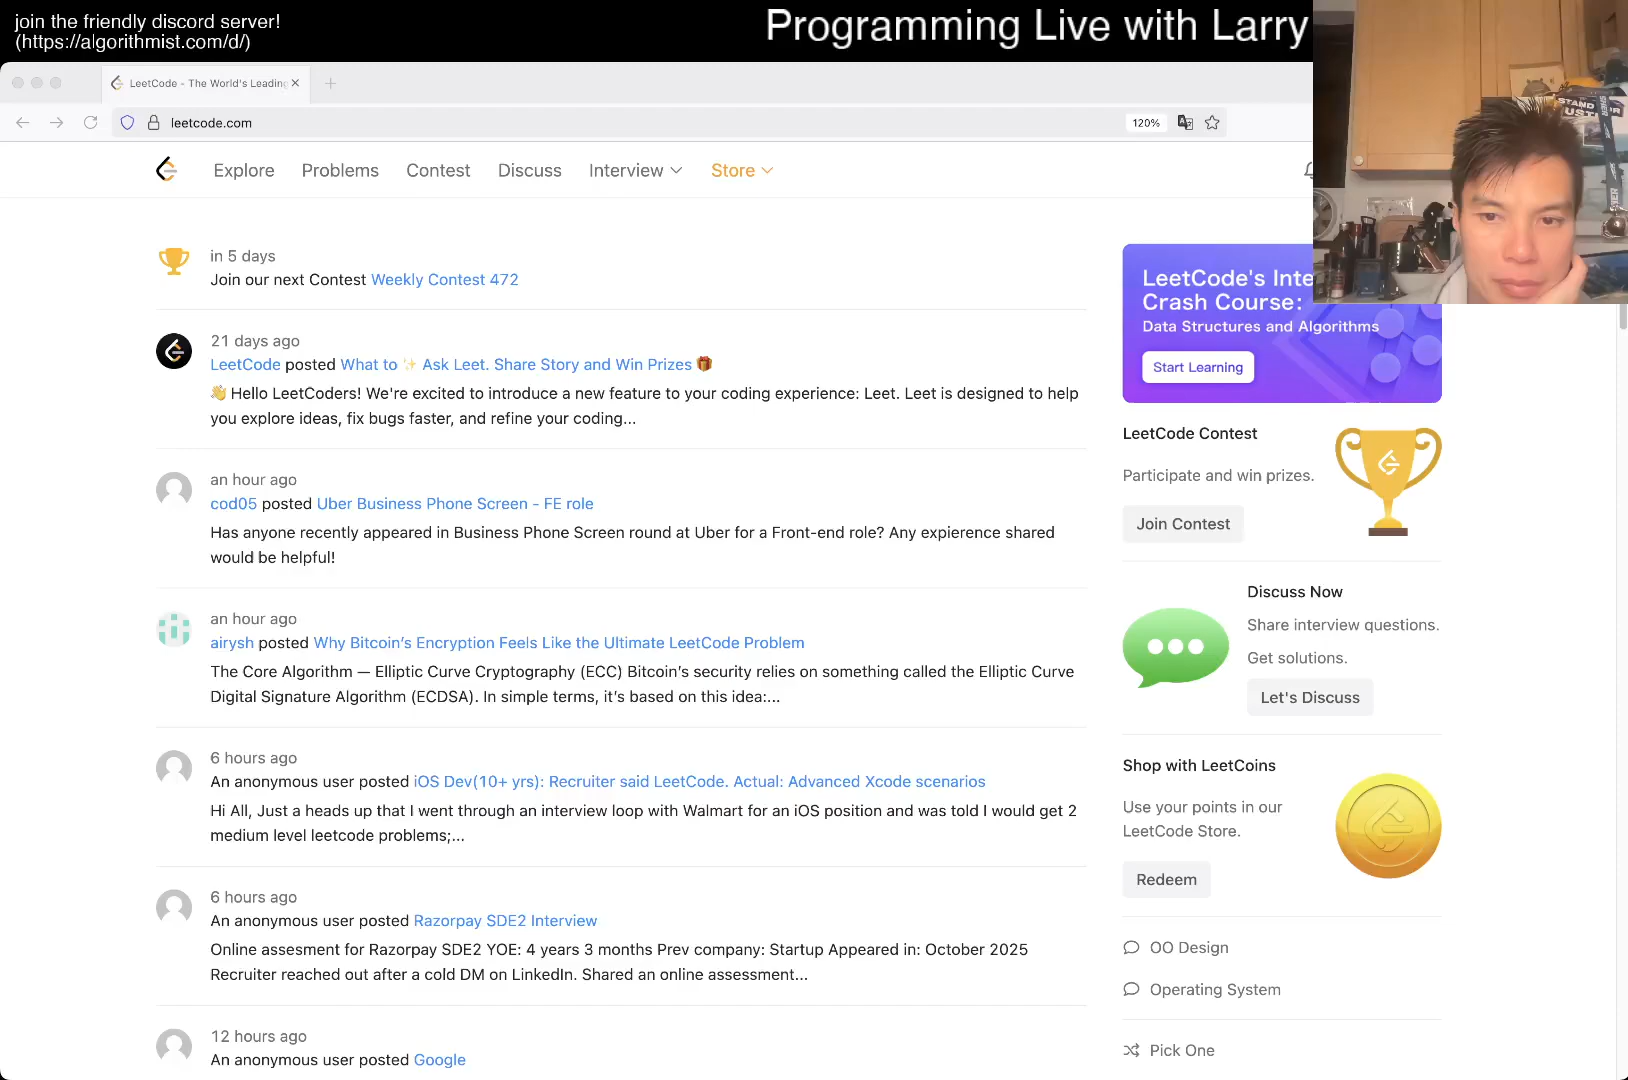 join the friendly discord server!
(https://algorithmist.com/d/)
Programming Live with Larry
LeetCode - The World's Leading
leetcode.com
120%
Explore
Problems
Contest
Discuss
Interview
Store
in 5 days
Join our next Contest Weekly Contest 472
21 days ago
LeetCode posted What to ✨ Ask Leet. Share Story and Win Prizes 🎁
👋 Hello LeetCoders! We're excited to introduce a new feature to your coding experience: Leet. Leet is designed to help
you explore ideas, fix bugs faster, and refine your coding...
an hour ago
cod05 posted Uber Business Phone Screen - FE role
Has anyone recently appeared in Business Phone Screen round at Uber for a Front-end role? Any expierence shared
would be helpful!
an hour ago
airysh posted Why Bitcoin's Encryption Feels Like the Ultimate LeetCode Problem
The Core Algorithm — Elliptic Curve Cryptography (ECC) Bitcoin's security relies on something called the Elliptic Curve
Digital Signature Algorithm (ECDSA). In simple terms, it's based on this idea:...
6 hours ago
An anonymous user posted iOS Dev(10+ yrs): Recruiter said LeetCode. Actual: Advanced Xcode scenarios
Hi All, Just a heads up that I went through an interview loop with Walmart for an iOS position and was told I would get 2
medium level leetcode problems;...
6 hours ago
An anonymous user posted Razorpay SDE2 Interview
Online assesment for Razorpay SDE2 YOE: 4 years 3 months Prev company: Startup Appeared in: October 2025
Recruiter reached out after a cold DM on LinkedIn. Shared an online assessment...
12 hours ago
An anonymous user posted Google
LeetCode's Inte
Crash Course:
Data Structures and Algorithms
Start Learning
LeetCode Contest
Participate and win prizes.
Join Contest
Discuss Now
Share interview questions.
Get solutions.
Let's Discuss
Shop with LeetCoins
Use your points in our
LeetCode Store.
Redeem
OO Design
Operating System
Pick One
STAND